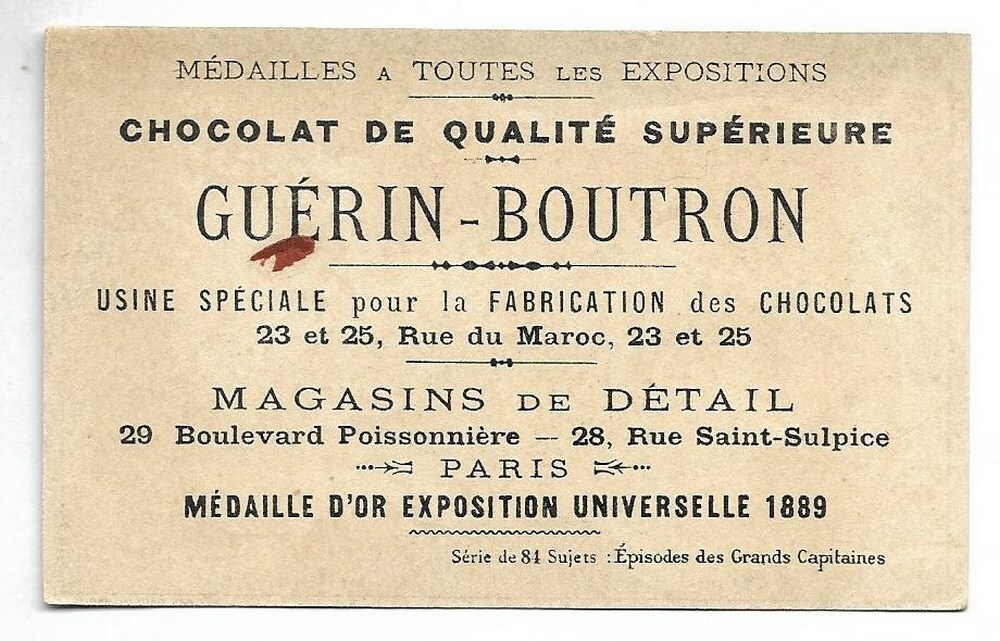 MÉDAILLES A TOUTES LES EXPOSITIONS
CHOCOLAT DE QUALITÉ SUPÉRIEURE
GUÉRIN-BOUTRON
USINE SPÉCIALE pour la FABRICATION des CHOCOLATS
23 et 25, Rue du Maroc, 23 et 25
MAGASINS DE DÉTAIL
29 Boulevard Poissonnière — 28, Rue Saint-Sulpice
PARIS
MÉDAILLE D'OR EXPOSITION UNIVERSELLE 1889
Série de 84 Sujets : Épisodes des Grands Capitaines